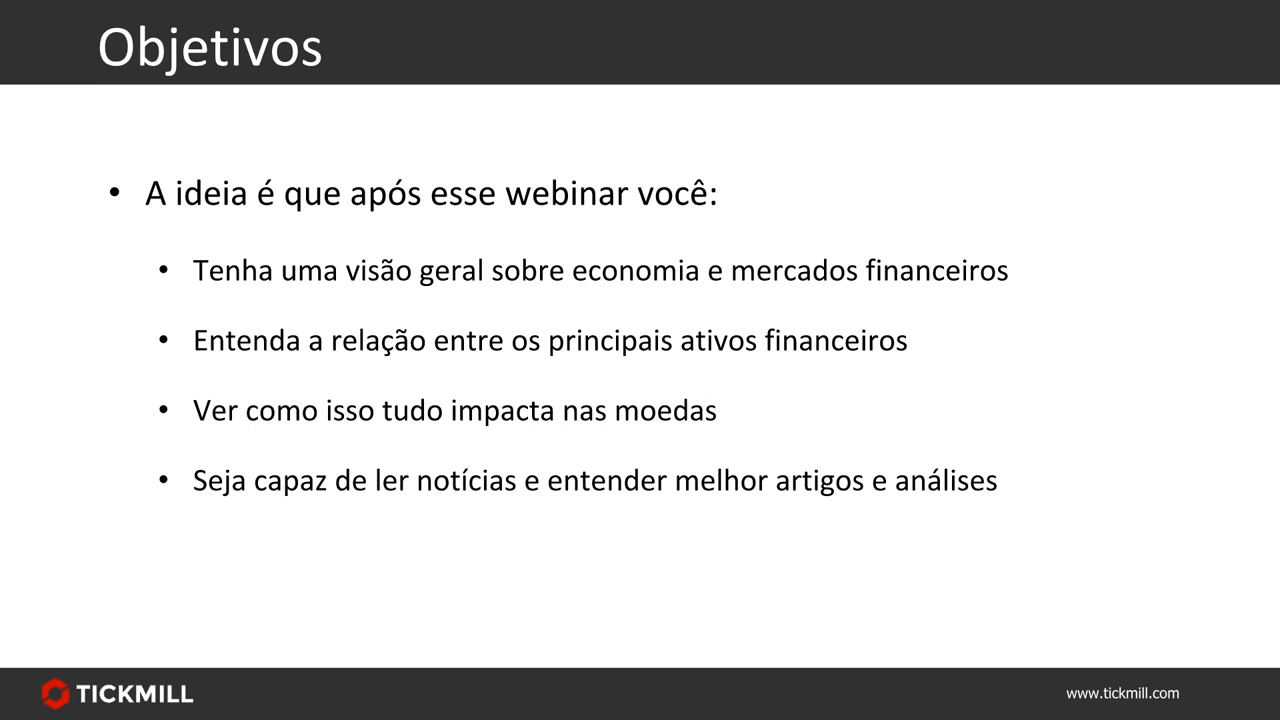 Objetivos
• A ideia é que após esse webinar você:
• Tenha uma visão geral sobre economia e mercados financeiros
• Entenda a relação entre os principais ativos financeiros
• Ver como isso tudo impacta nas moedas
• Seja capaz de ler notícias e entender melhor artigos e análises
TICKMILL
www.tickmill.com